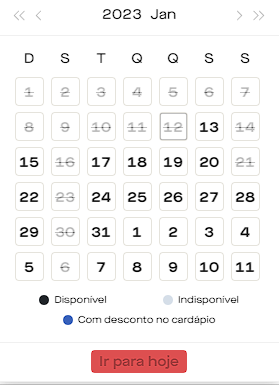 « ‹ 2023 Jan › »
D S T Q Q S S
1 2 3 4 5 6 7
8 9 10 11 12 13 14
15 16 17 18 19 20 21
22 23 24 25 26 27 28
29 30 31 1 2 3 4
5 6 7 8 9 10 11
Disponível Indisponível
Com desconto no cardápio
Ir para hoje